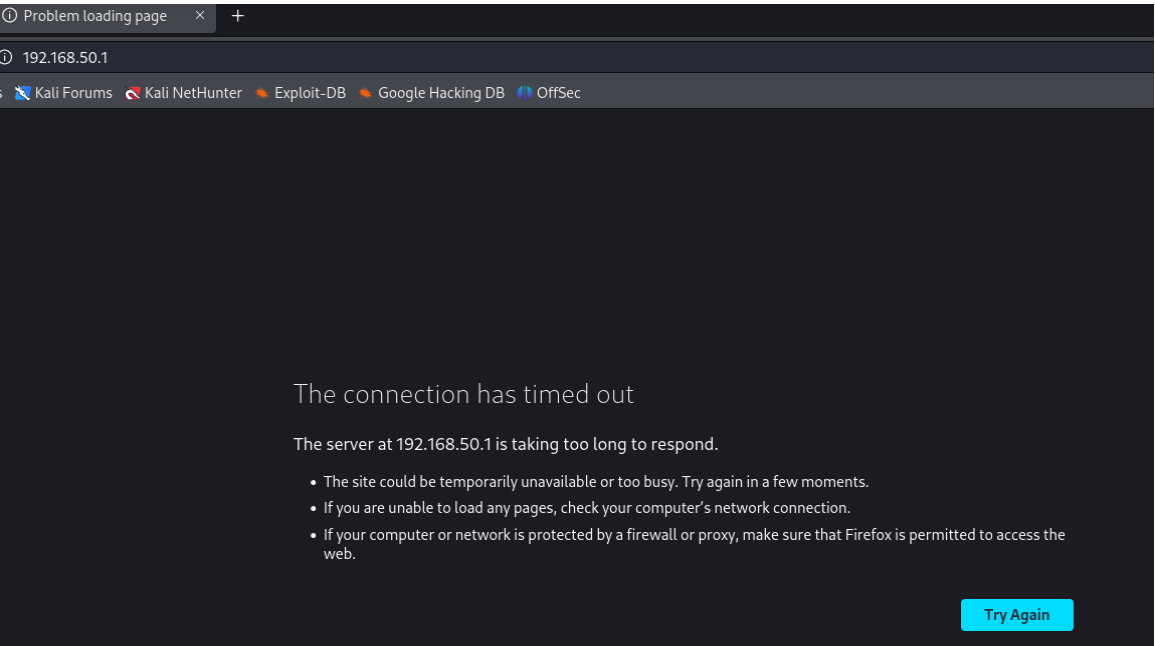 Problem loading page
192.168.50.1
s Kali Forums Kali NetHunter Exploit-DB Google Hacking DB OffSec
The connection has timed out
The server at 192.168.50.1 is taking too long to respond.
• The site could be temporarily unavailable or too busy. Try again in a few moments.
• If you are unable to load any pages, check your computer’s network connection.
• If your computer or network is protected by a firewall or proxy, make sure that Firefox is permitted to access the
web.
Try Again